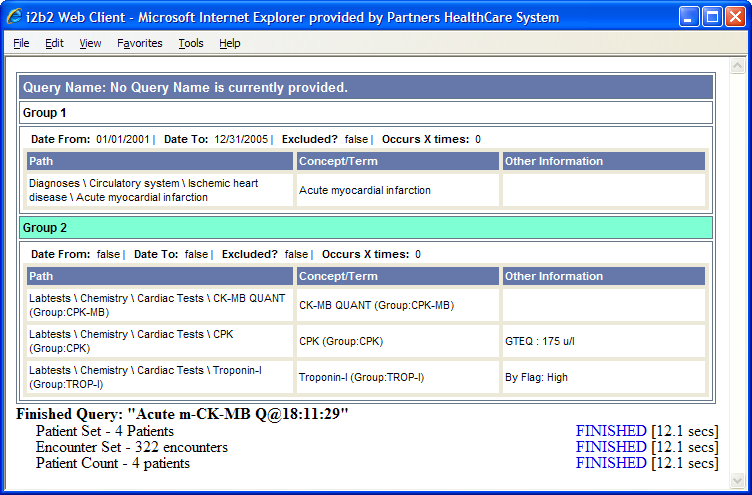 i2b2 Web Client - Microsoft Internet Explorer provided by Partners HealthCare System
File Edit View Favorites Tools Help
Query Name: No Query Name is currently provided.
Group 1
Date From: 01/01/2001 | Date To: 12/31/2005 | Excluded? false | Occurs X times: 0
Path Concept/Term Other Information
Diagnoses \ Circulatory system \ Ischemic heart
disease \ Acute myocardial infarction
Acute myocardial infarction
Group 2
Date From: false | Date To: false | Excluded? false | Occurs X times: 0
Path Concept/Term Other Information
Labtests \ Chemistry \ Cardiac Tests \ CK-MB QUANT
(Group:CPK-MB)
CK-MB QUANT (Group:CPK-MB)
Labtests \ Chemistry \ Cardiac Tests \ CPK
(Group:CPK)
CPK (Group:CPK)
GTEQ : 175 u/l
Labtests \ Chemistry \ Cardiac Tests \ Troponin-I
(Group:TROP-I)
Troponin-I (Group:TROP-I)
By Flag: High
Finished Query: "Acute m-CK-MB Q@18:11:29"
Patient Set - 4 Patients FINISHED [12.1 secs]
Encounter Set - 322 encounters FINISHED [12.1 secs]
Patient Count - 4 patients FINISHED [12.1 secs]